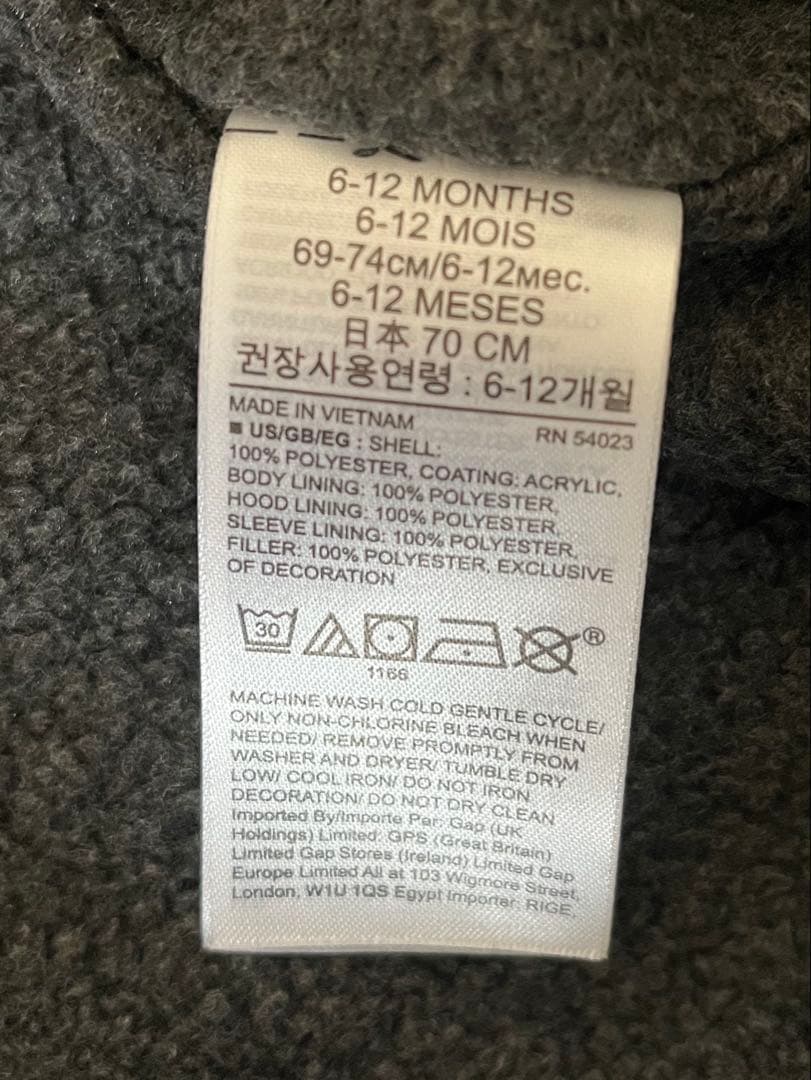 6-12 MONTHS
6-12 MOIS
69-74CM/6-12Mec.
6-12 MESES
日本 70 CM
권장사용연령 : 6-12개월
MADE IN VIETNAM RN 54023
■ US/GB/EG : SHELL:
100% POLYESTER, COATING: ACRYLIC,
BODY LINING: 100% POLYESTER,
HOOD LINING: 100% POLYESTER,
SLEEVE LINING: 100% POLYESTER,
FILLER: 100% POLYESTER, EXCLUSIVE
OF DECORATION
30
®
1166
MACHINE WASH COLD GENTLE CYCLE/
ONLY NON-CHLORINE BLEACH WHEN
NEEDED/ REMOVE PROMPTLY FROM
WASHER AND DRYER/ TUMBLE DRY
LOW/ COOL IRON/ DO NOT IRON
DECORATION/ DO NOT DRY CLEAN
Imported By/Importe Par: Gap (UK
Holdings) Limited: GPS (Great Britain)
Limited Gap Stores (Ireland) Limited Gap
Europe Limited All at 103 Wigmore Street,
London, W1U 1QS Egypt Importer: RIGE,